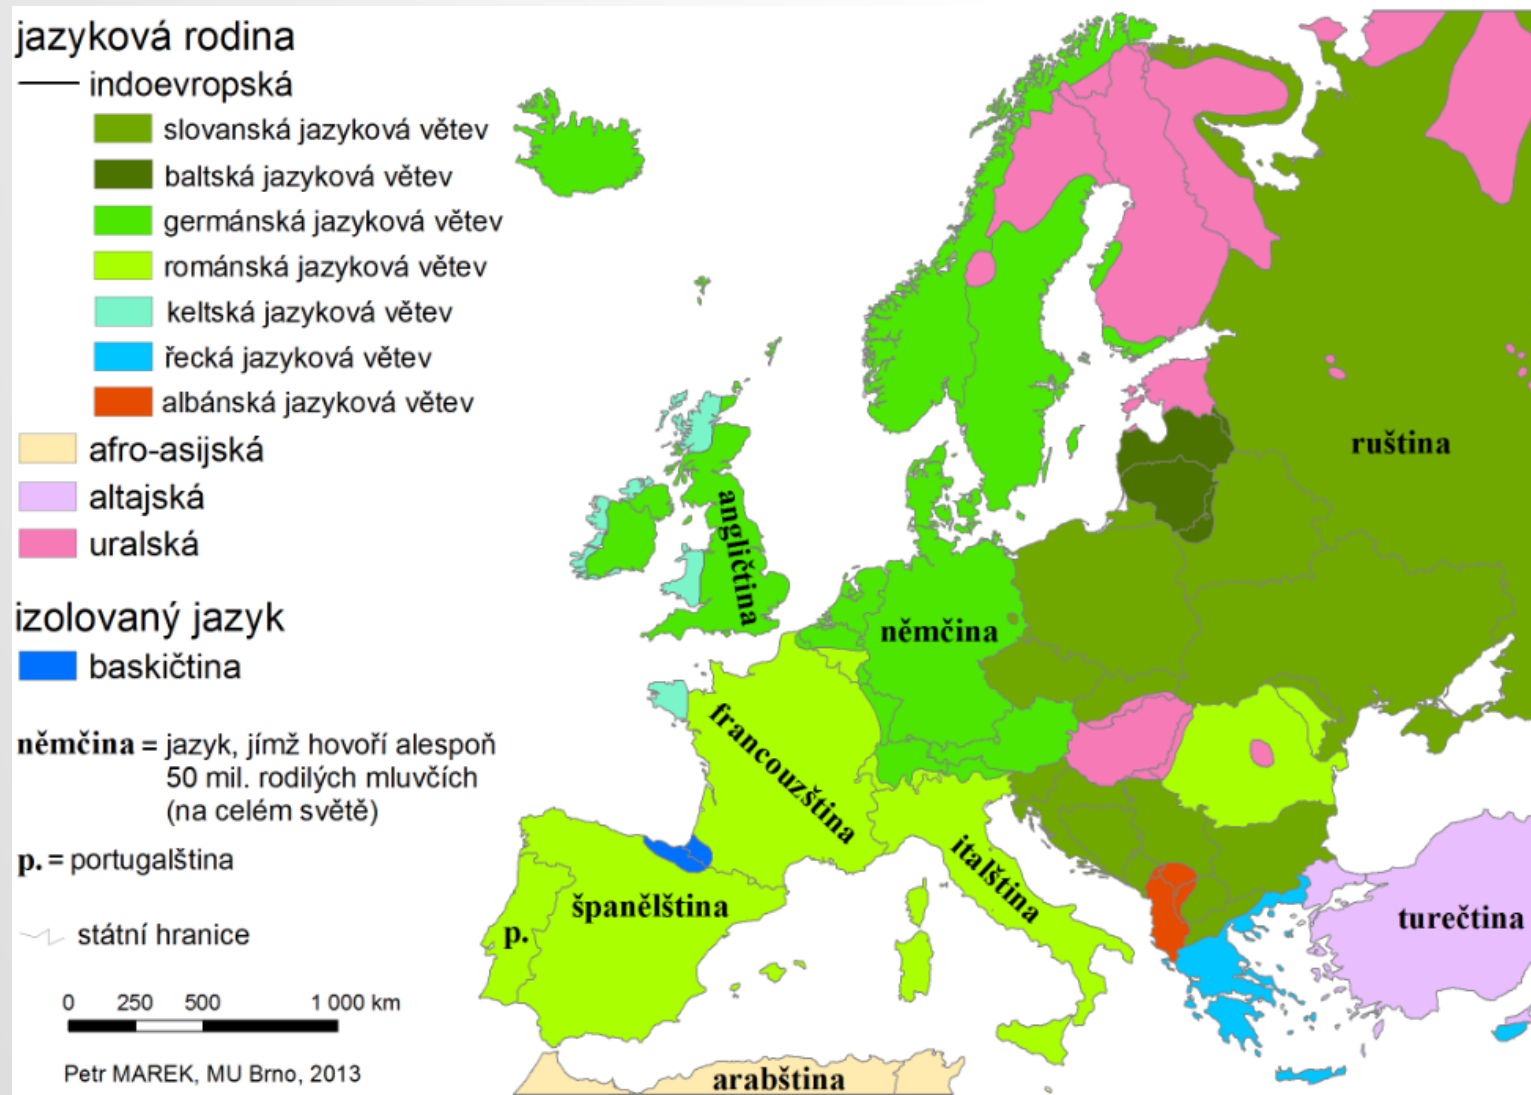 jazyková rodina
indoevropská
slovanská jazyková větev
baltská jazyková větev
germánská jazyková větev
románská jazyková větev
keltská jazyková větev
řecká jazyková větev
albánská jazyková větev
afro-asijská
altajská
uralská
izolovaný jazyk
baskičtina
němčina = jazyk, jímž hovoří alespoň
50 mil. rodilých mluvčích
(na celém světě)
p. = portugalština
státní hranice
0 250 500 1 000 km
Petr MAREK, MU Brno, 2013
ruština
angličtina
němčina
francouzština
italština
španělština
p.
turečtina
arabština